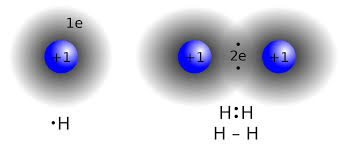 1e
+1
+1 2e +1
·H
H:H
H – H